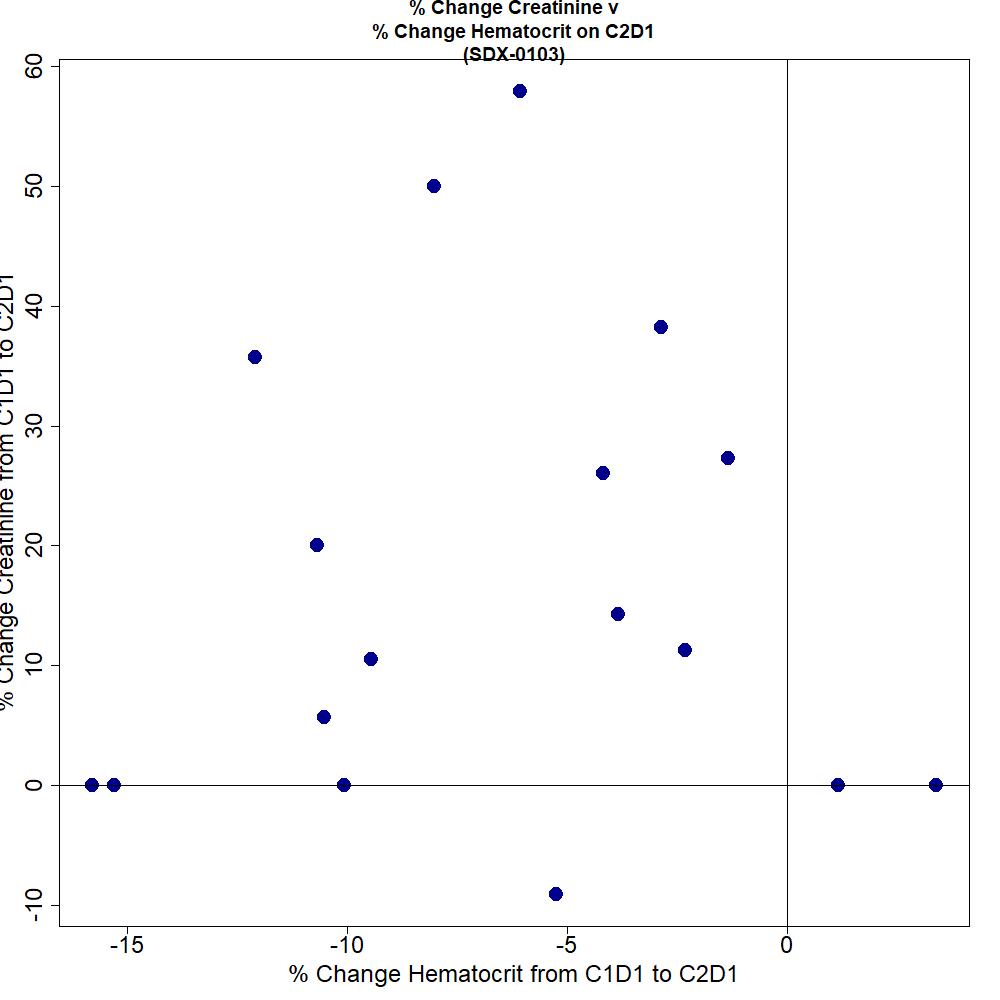 % Change Creatinine v
% Change Hematocrit on C2D1
(SDX-0103)
60
50
40
30
20
10
0
-10
% Change Creatinine from C1D1 to C2D1
-15
-10
-5
0
% Change Hematocrit from C1D1 to C2D1